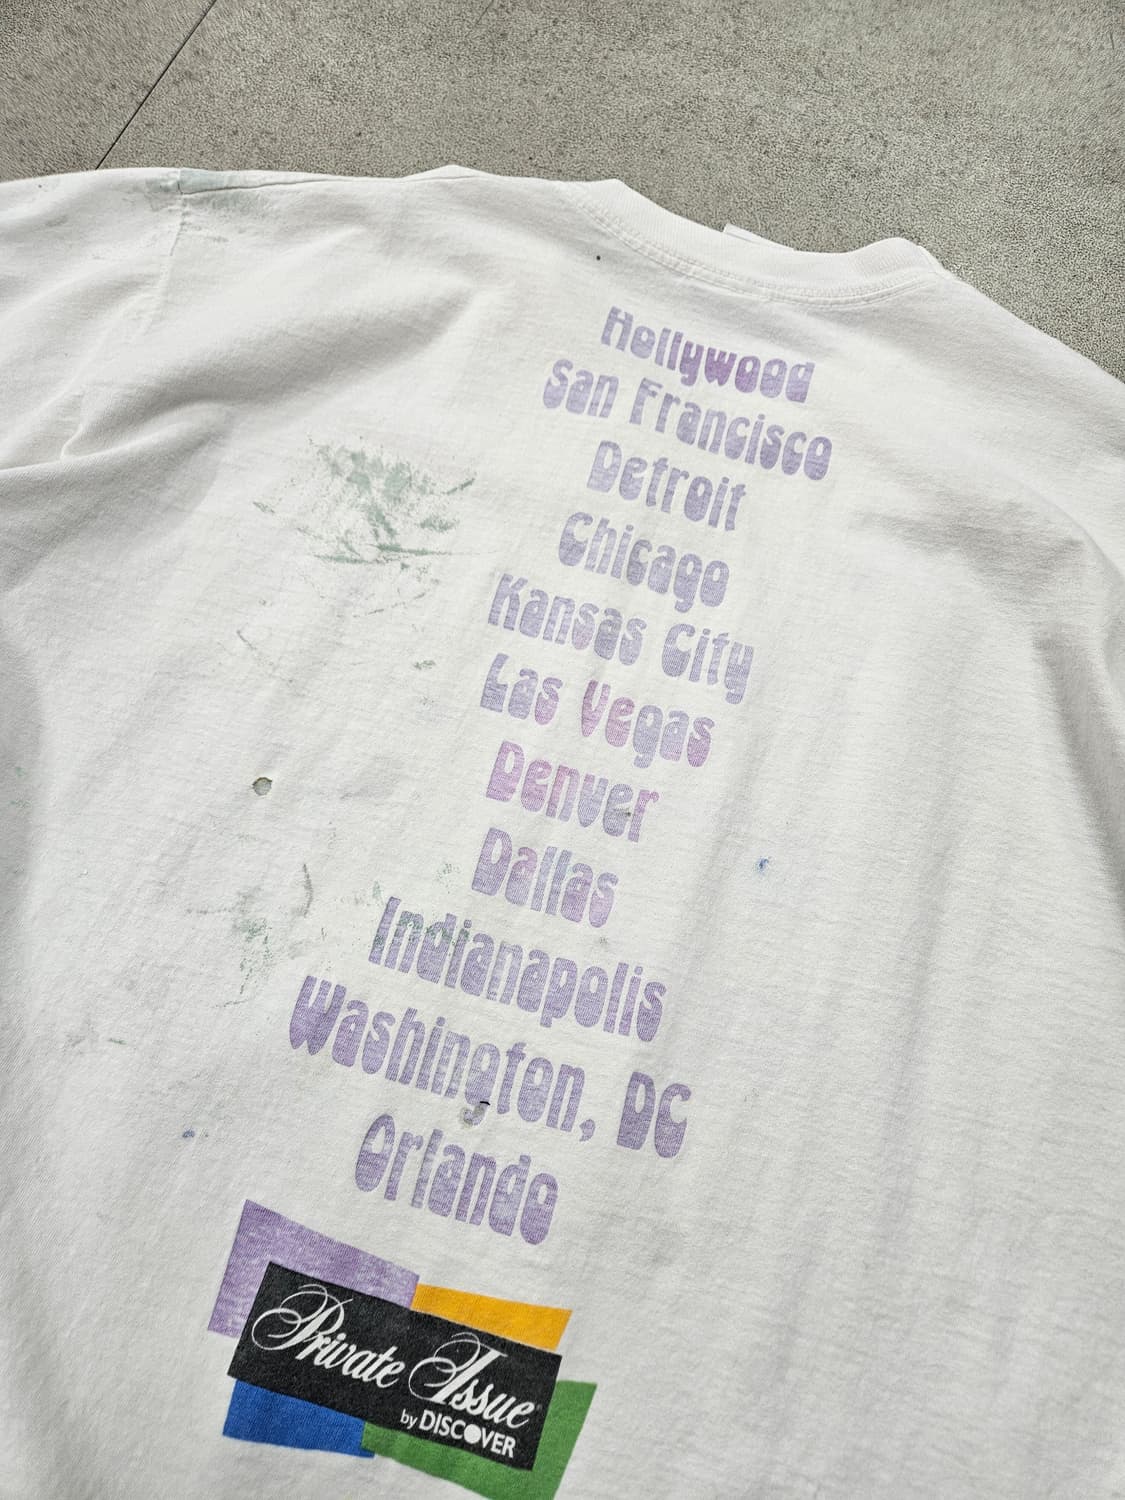 Hollywood
San Francisco
Detroit
Chicago
Kansas City
Las Vegas
Denver
Dallas
Indianapolis
Washington, DC
Orlando
Private Issue®
by DISCOVER